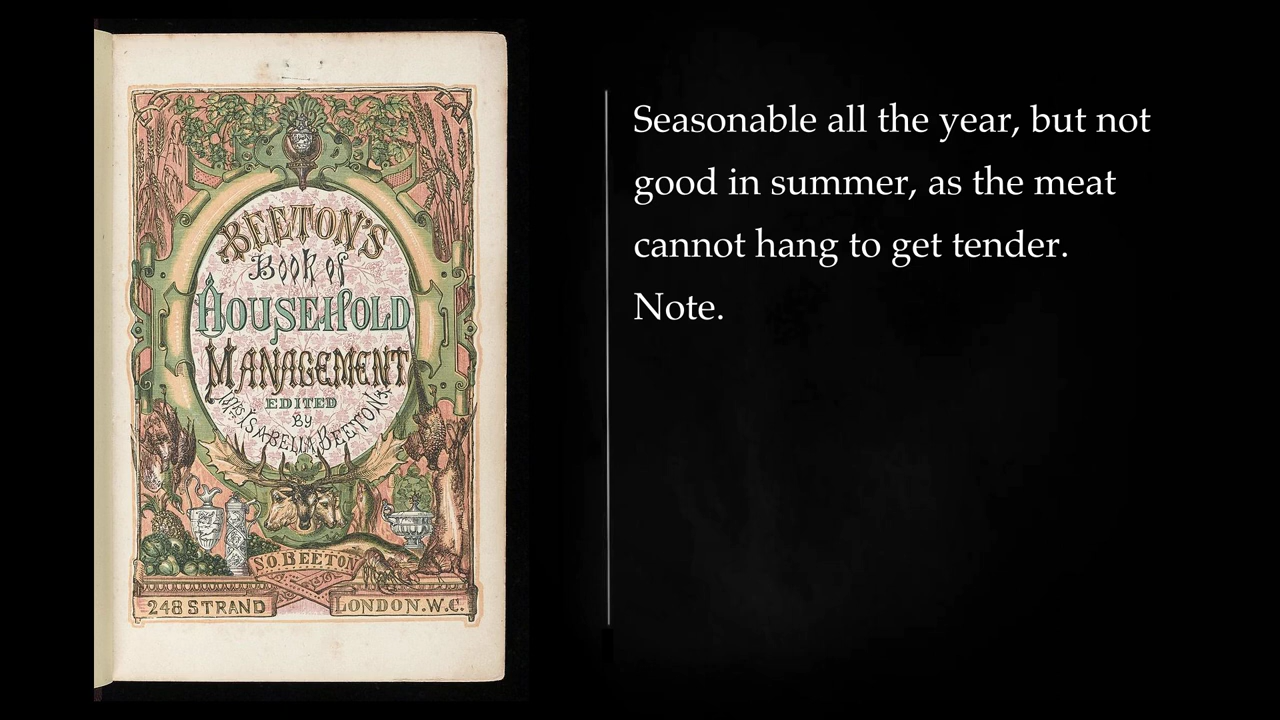 BEETON'S
Book of
HOUSEHOLD
MANAGEMENT
EDITED
BY
MRS ISABELLA BEETON
S.O. BEETON
248 STRAND
LONDON. W.C.
Seasonable all the year, but not
good in summer, as the meat
cannot hang to get tender.
Note.